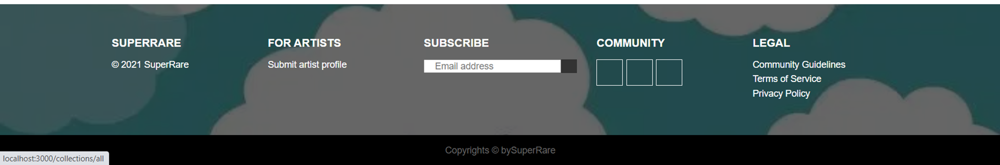 SUPERRARE
© 2021 SuperRare
FOR ARTISTS
Submit artist profile
SUBSCRIBE
Email address
COMMUNITY
LEGAL
Community Guidelines
Terms of Service
Privacy Policy
Copyrights © bySuperRare
localhost:3000/collections/all